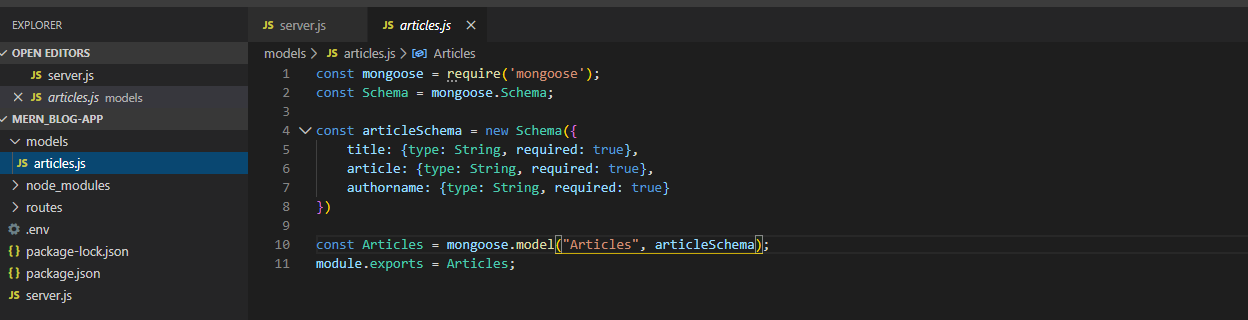 EXPLORER
OPEN EDITORS
JS server.js
JS articles.js models
MERN_BLOG-APP
models
JS articles.js
node_modules
routes
.env
{ } package-lock.json
{ } package.json
JS server.js
JS server.js JS articles.js
models > JS articles.js > Articles
1 const mongoose = require('mongoose');
2 const Schema = mongoose.Schema;
3
4 const articleSchema = new Schema({
5 title: {type: String, required: true},
6 article: {type: String, required: true},
7 authorname: {type: String, required: true}
8 })
9
10 const Articles = mongoose.model("Articles", articleSchema);
11 module.exports = Articles;